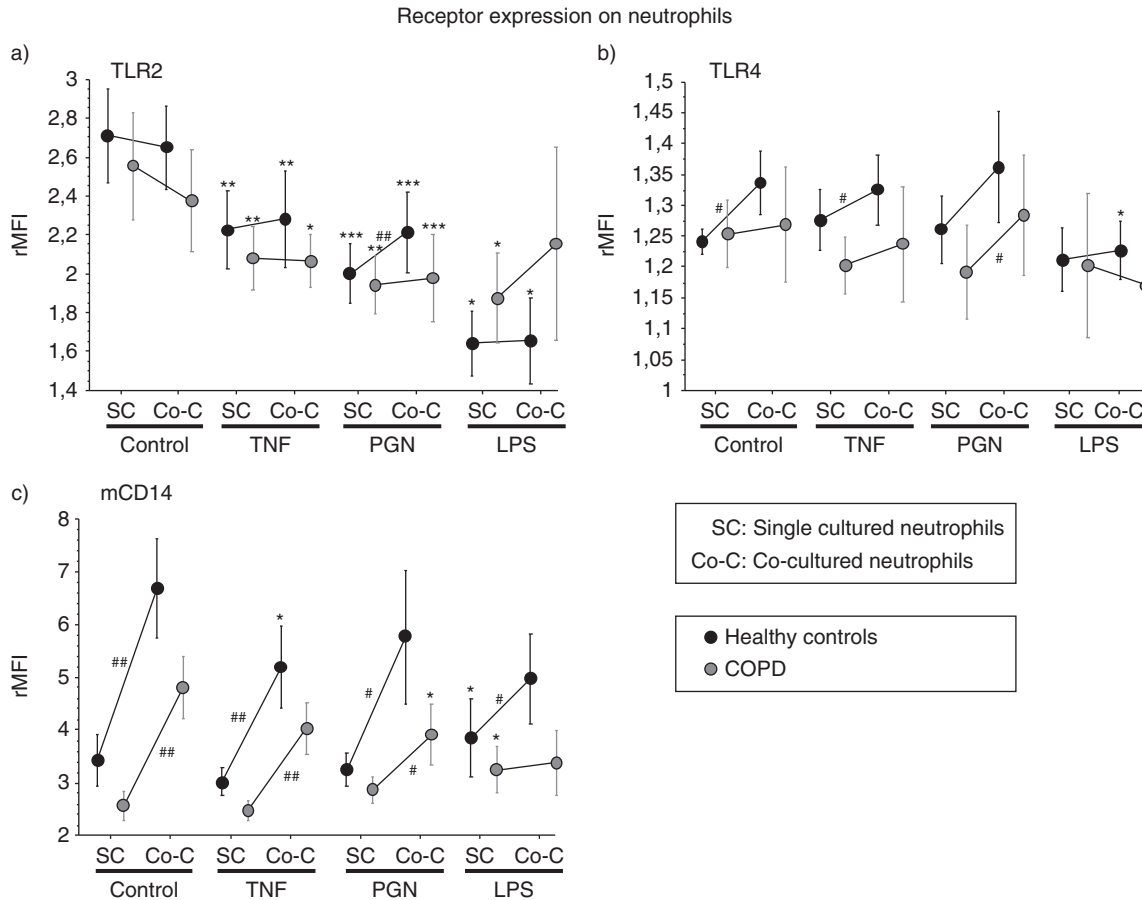 Receptor expression on neutrophils
a)
TLR2
rMFI
3
2,8
2,6
2,4
2,2
2
1,8
1,6
1,4
** ** ** * *** ** ## *** *** * * *
SC Co-C SC Co-C SC Co-C SC Co-C
Control TNF PGN LPS
b)
TLR4
rMFI
1,5
1,45
1,4
1,35
1,3
1,25
1,2
1,15
1,1
1,05
1
# # # *
SC Co-C SC Co-C SC Co-C SC Co-C
Control TNF PGN LPS
c)
mCD14
rMFI
8
7
6
5
4
3
2
## ## ## * ## # # * * * #
SC Co-C SC Co-C SC Co-C SC Co-C
Control TNF PGN LPS
SC: Single cultured neutrophils
Co-C: Co-cultured neutrophils
Healthy controls
COPD